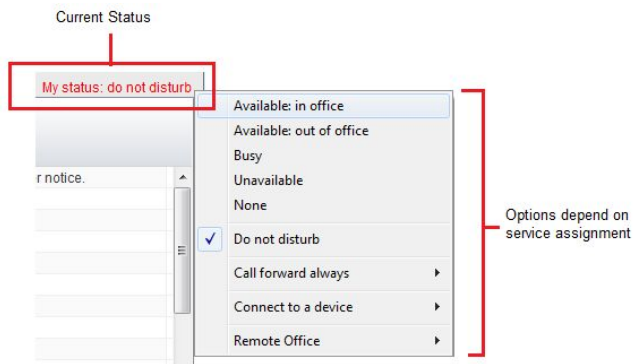 Current Status
My status: do not disturb
Available: in office
Available: out of office
Busy
r notice.
Unavailable
None
Do not disturb
Call forward always
Connect to a device
Remote Office
Options depend on
service assignment